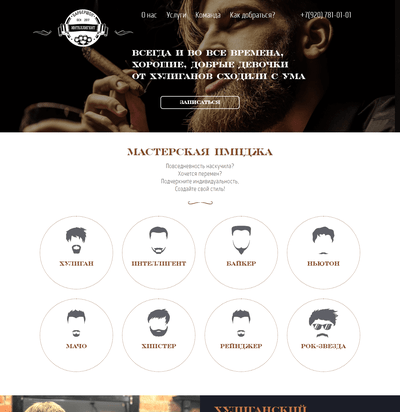 О нас Услуги Команда Как добраться? +7(920) 781-01-01
ИНТЕЛЛИГЕНТ
ВСЕГДА И ВО ВСЕ ВРЕМЕНА,
ХОРОШИЕ, ДОБРЫЕ ДЕВОЧКИ
ОТ ХУЛИГАНОВ СХОДИЛИ С УМА
ЗАПИСАТЬСЯ
МАСТЕРСКАЯ ИМИДЖА
Повседневность наскучила?
Хочется перемен?
Подчеркните индивидуальность,
Создайте свой стиль!
ХУЛИГАН ИНТЕЛЛИГЕНТ БАЙКЕР НЬЮТОН
МАЧО ХИПСТЕР РЕЙНДЖЕР РОК-ЗВЕЗДА
ХУЛИГАНСКИЙ